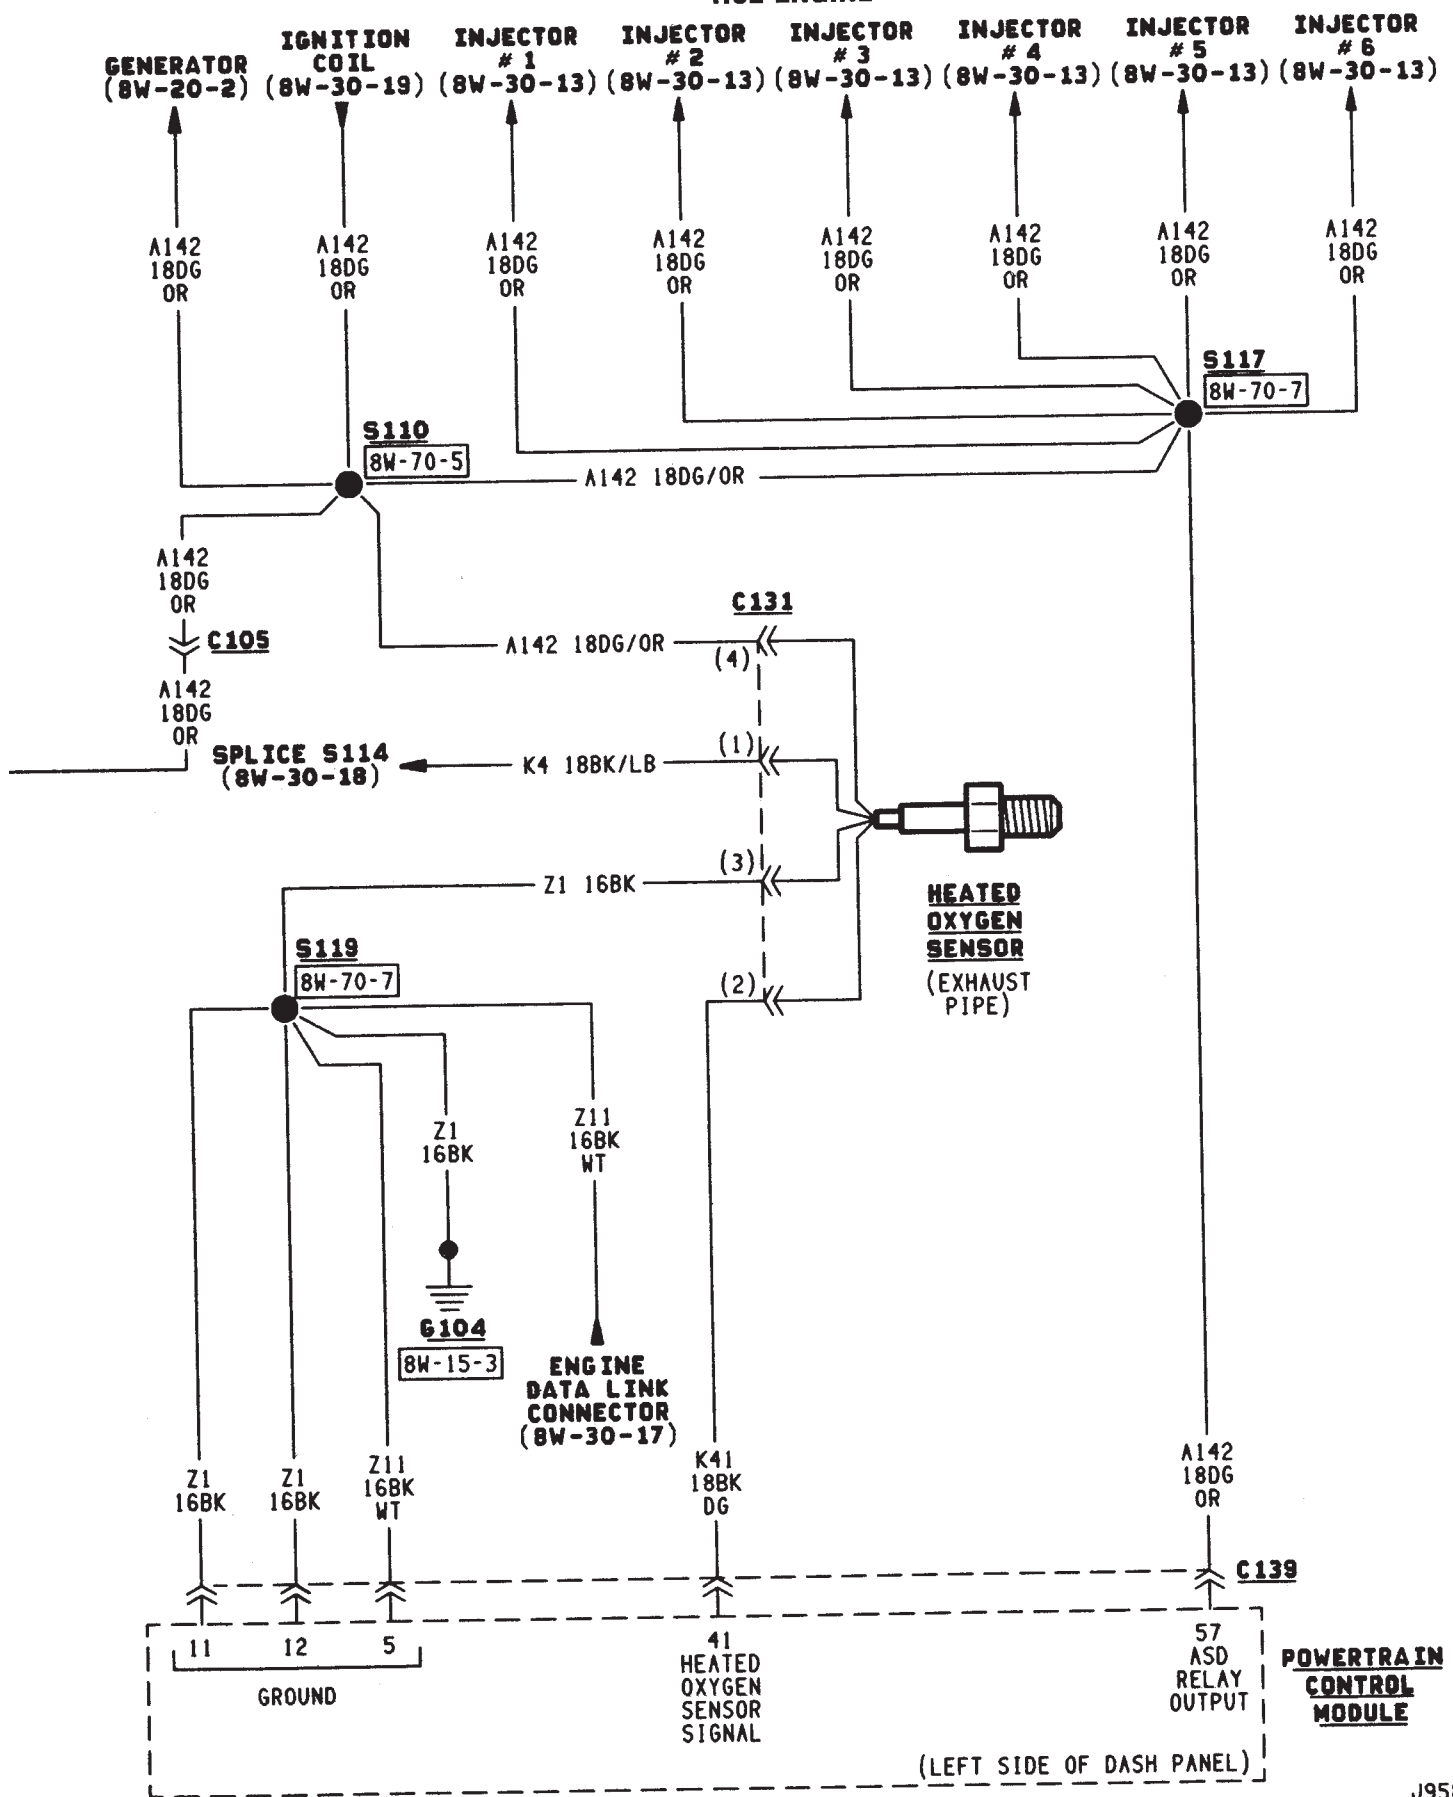 GENERATOR
(8W-20-2)
IGNITION
COIL
(8W-30-19)
INJECTOR
#1
(8W-30-13)
INJECTOR
#2
(8W-30-13)
INJECTOR
#3
(8W-30-13)
INJECTOR
#4
(8W-30-13)
INJECTOR
#5
(8W-30-13)
INJECTOR
#6
(8W-30-13)
A142
18DG
OR
A142
18DG
OR
A142
18DG
OR
A142
18DG
OR
A142
18DG
OR
A142
18DG
OR
A142
18DG
OR
A142
18DG
OR
S117
8W-70-7
S110
8W-70-5
A142 18DG/OR
A142
18DG
OR
C105
A142
18DG
OR
C131
A142 18DG/OR
(4)
SPLICE S114
(8W-30-18)
K4 18BK/LB
(1)
(3)
Z1 16BK
HEATED
OXYGEN
SENSOR
(EXHAUST
PIPE)
S119
8W-70-7
(2)
Z1
16BK
Z11
16BK
WT
G104
8W-15-3
ENGINE
DATA LINK
CONNECTOR
(8W-30-17)
Z1
16BK
Z1
16BK
Z11
16BK
WT
K41
18BK
DG
A142
18DG
OR
C139
11
12
5
GROUND
41
HEATED
OXYGEN
SENSOR
SIGNAL
57
ASD
RELAY
OUTPUT
POWERTRAIN
CONTROL
MODULE
(LEFT SIDE OF DASH PANEL)